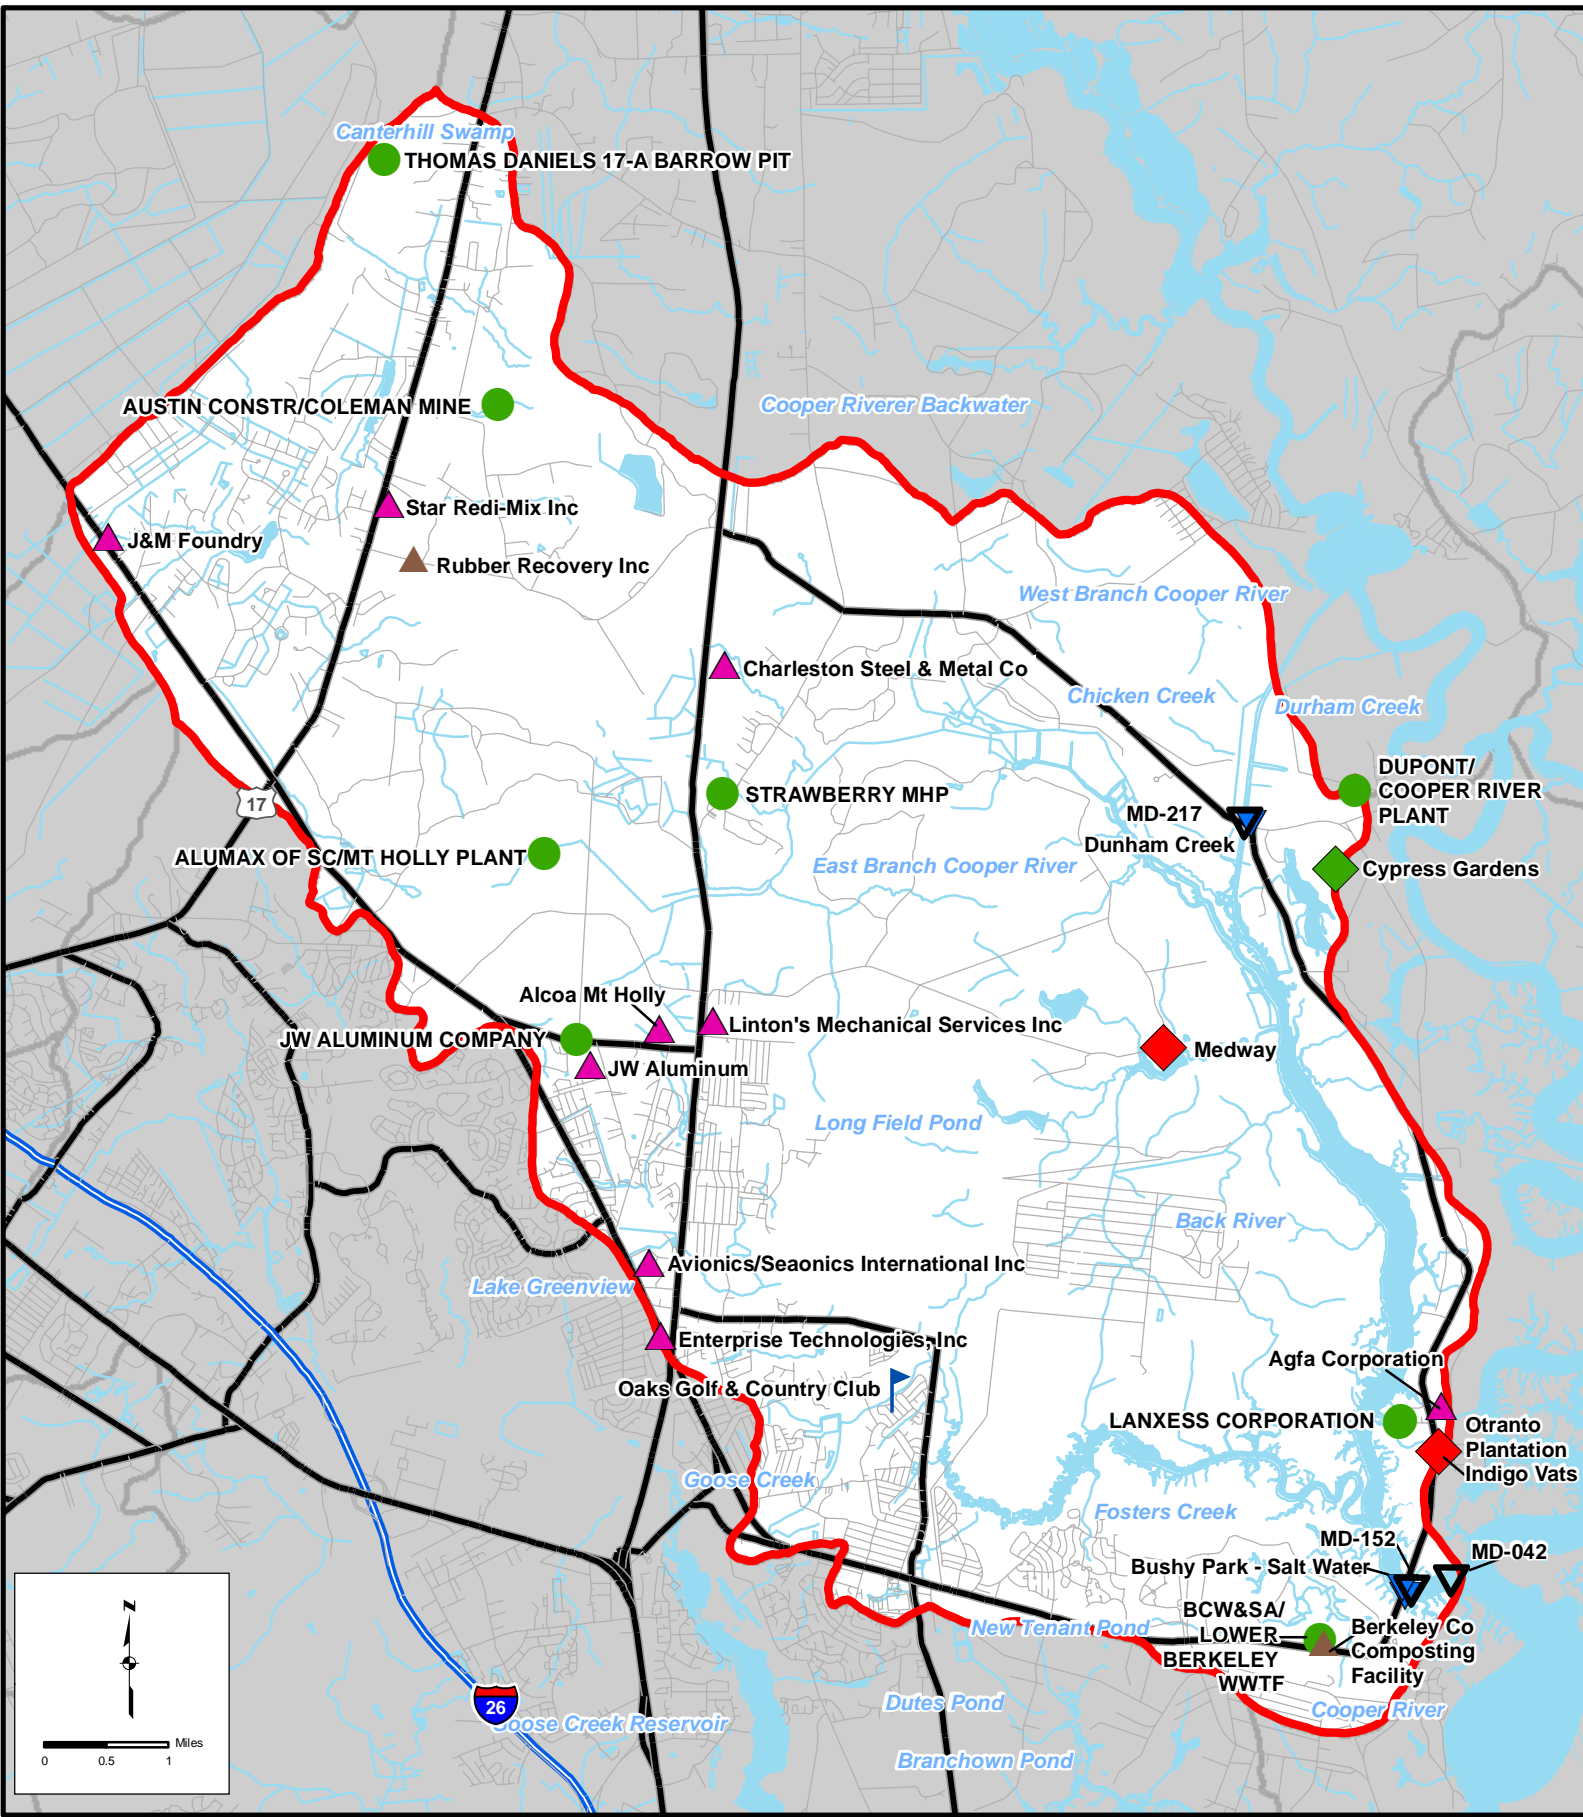 Canterhill Swamp
THOMAS DANIELS 17-A BARROW PIT
AUSTIN CONSTR/COLEMAN MINE
Cooper Riverer Backwater
Star Redi-Mix Inc
J&M Foundry
Rubber Recovery Inc
West Branch Cooper River
Charleston Steel & Metal Co
Chicken Creek
Durham Creek
17
STRAWBERRY MHP
DUPONT/
COOPER RIVER
PLANT
MD-217
Dunham Creek
ALUMAX OF SC/MT HOLLY PLANT
East Branch Cooper River
Cypress Gardens
Alcoa Mt Holly
Linton's Mechanical Services Inc
JW ALUMINUM COMPANY
Medway
JW Aluminum
Long Field Pond
Back River
Avionics/Seaonics International Inc
Lake Greenview
Enterprise Technologies, Inc
Agfa Corporation
Oaks Golf & Country Club
LANXESS CORPORATION
Otranto
Plantation
Indigo Vats
Goose Creek
Fosters Creek
MD-152
MD-042
Bushy Park - Salt Water
BCW&SA/
LOWER
BERKELEY
WWTF
Berkeley Co
Composting
Facility
New Tenant Pond
Dutes Pond
Cooper River
26
Goose Creek Reservoir
Branchown Pond
N
Miles
0 0.5 1